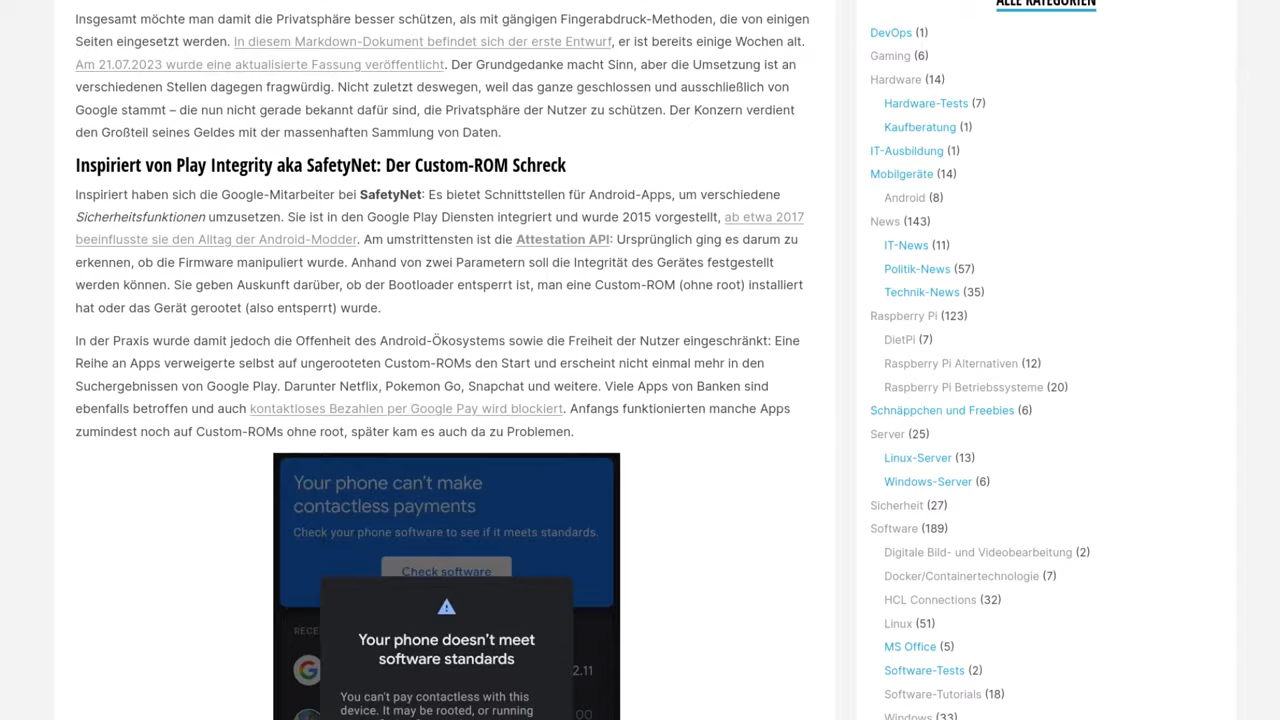 Insgesamt möchte man damit die Privatsphäre besser schützen, als mit gängigen Fingerabdruck-Methoden, die von einigen
Seiten eingesetzt werden. In diesem Markdown-Dokument befindet sich der erste Entwurf, er ist bereits einige Wochen alt.
Am 21.07.2023 wurde eine aktualisierte Fassung veröffentlicht. Der Grundgedanke macht Sinn, aber die Umsetzung ist an
verschiedenen Stellen dagegen fragwürdig. Nicht zuletzt deswegen, weil das ganze geschlossen und ausschließlich von
Google stammt – die nun nicht gerade bekannt dafür sind, die Privatsphäre der Nutzer zu schützen. Der Konzern verdient
den Großteil seines Geldes mit der massenhaften Sammlung von Daten.
Inspiriert von Play Integrity aka SafetyNet: Der Custom-ROM Schreck
Inspiriert haben sich die Google-Mitarbeiter bei SafetyNet: Es bietet Schnittstellen für Android-Apps, um verschiedene
Sicherheitsfunktionen umzusetzen. Sie ist in den Google Play Diensten integriert und wurde 2015 vorgestellt, ab etwa 2017
beeinflusste sie den Alltag der Android-Modder. Am umstrittensten ist die Attestation API: Ursprünglich ging es darum zu
erkennen, ob die Firmware manipuliert wurde. Anhand von zwei Parametern soll die Integrität des Gerätes festgestellt
werden können. Sie geben Auskunft darüber, ob der Bootloader entsperrt ist, man eine Custom-ROM (ohne root) installiert
hat oder das Gerät gerootet (also entsperrt) wurde.
In der Praxis wurde damit jedoch die Offenheit des Android-Ökosystems sowie die Freiheit der Nutzer eingeschränkt: Eine
Reihe an Apps verweigerte selbst auf ungerooteten Custom-ROMs den Start und erscheint nicht einmal mehr in den
Suchergebnissen von Google Play. Darunter Netflix, Pokemon Go, Snapchat und weitere. Viele Apps von Banken sind
ebenfalls betroffen und auch kontaktloses Bezahlen per Google Pay wird blockiert. Anfangs funktionierten manche Apps
zumindest noch auf Custom-ROMs ohne root, später kam es auch da zu Problemen.
Your phone can't make
contactless payments
Check your phone software to see if it meets standards.
Check software
RECE
Your phone doesn't meet
software standards
2.11
You can't pay contactless with this
device. It may be rooted, or running
00
ALLE KATEGORIEN
DevOps (1)
Gaming (6)
Hardware (14)
Hardware-Tests (7)
Kaufberatung (1)
IT-Ausbildung (1)
Mobilgeräte (14)
Android (8)
News (143)
IT-News (11)
Politik-News (57)
Technik-News (35)
Raspberry Pi (123)
DietPi (7)
Raspberry Pi Alternativen (12)
Raspberry Pi Betriebssysteme (20)
Schnäppchen und Freebies (6)
Server (25)
Linux-Server (13)
Windows-Server (6)
Sicherheit (27)
Software (189)
Digitale Bild- und Videobearbeitung (2)
Docker/Containertechnologie (7)
HCL Connections (32)
Linux (51)
MS Office (5)
Software-Tests (2)
Software-Tutorials (18)
Windows (33)